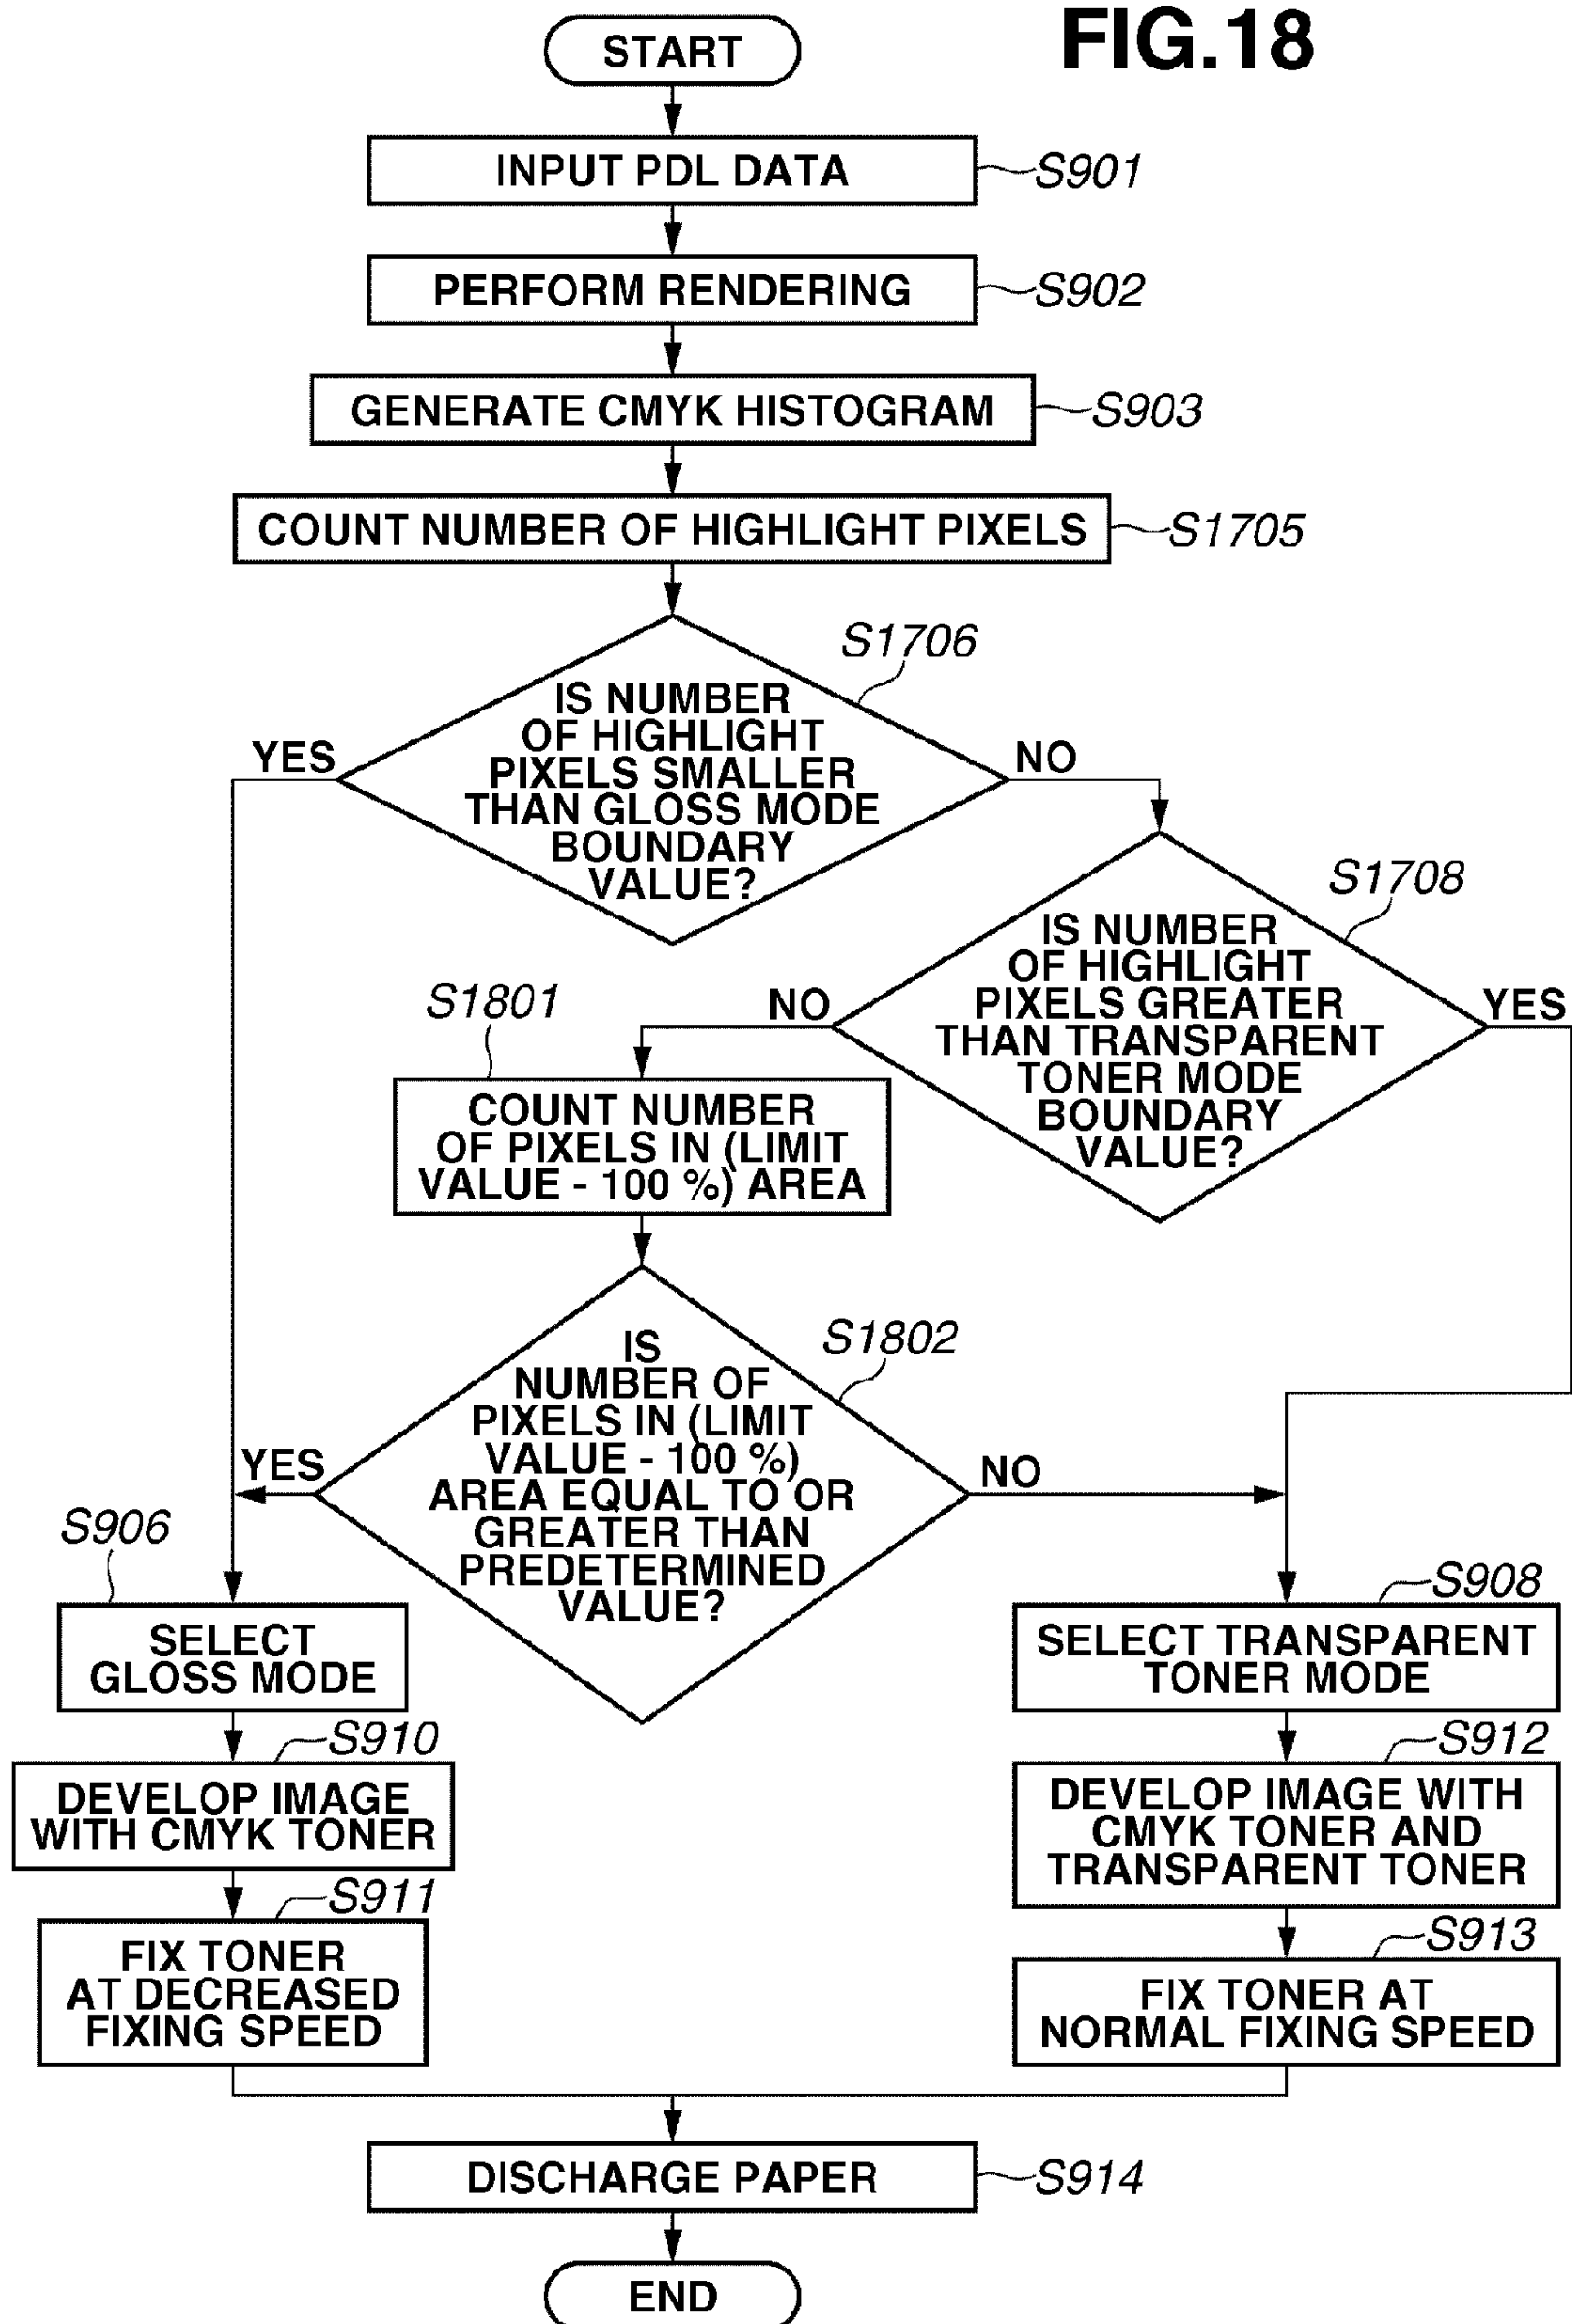 FIG.18
START
INPUT PDL DATA
S901
PERFORM RENDERING
S902
GENERATE CMYK HISTOGRAM
S903
COUNT NUMBER OF HIGHLIGHT PIXELS
S1705
S1706
IS NUMBER
OF HIGHLIGHT
PIXELS SMALLER
THAN GLOSS MODE
BOUNDARY
VALUE?
YES
NO
S1708
IS NUMBER
OF HIGHLIGHT
PIXELS GREATER
THAN TRANSPARENT
TONER MODE
BOUNDARY
VALUE?
NO
YES
S1801
COUNT NUMBER
OF PIXELS IN (LIMIT
VALUE - 100 %) AREA
S1802
IS
NUMBER OF
PIXELS IN (LIMIT
VALUE - 100 %)
AREA EQUAL TO OR
GREATER THAN
PREDETERMINED
VALUE?
YES
NO
S906
SELECT
GLOSS MODE
S910
DEVELOP IMAGE
WITH CMYK TONER
S911
FIX TONER
AT DECREASED
FIXING SPEED
S908
SELECT TRANSPARENT
TONER MODE
S912
DEVELOP IMAGE WITH
CMYK TONER AND
TRANSPARENT TONER
S913
FIX TONER AT
NORMAL FIXING SPEED
DISCHARGE PAPER
S914
END